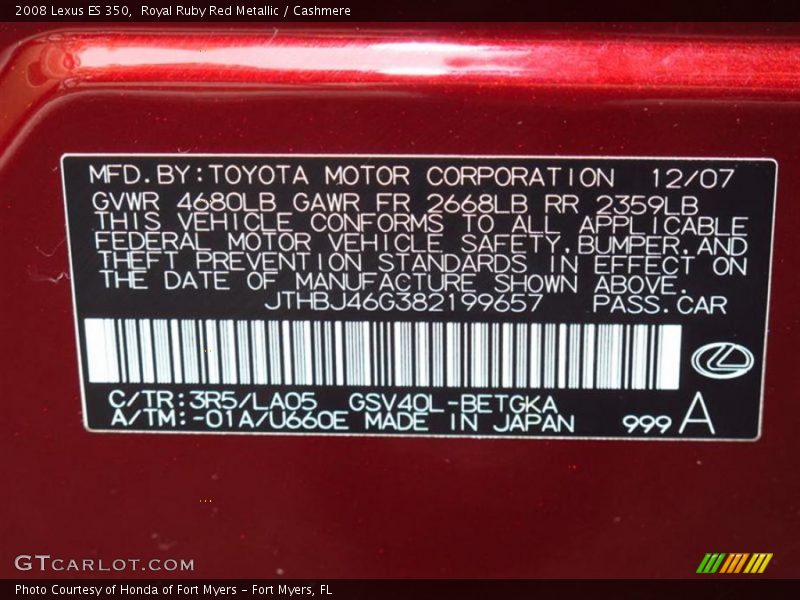 2008 Lexus ES 350,  Royal Ruby Red Metallic / Cashmere
MFD.BY:TOYOTA MOTOR CORPORATION 12/07
GVWR 4680LB GAWR FR 2668LB RR 2359LB
THIS VEHICLE CONFORMS TO ALL APPLICABLE
FEDERAL MOTOR VEHICLE SAFETY,BUMPER,AND
THEFT PREVENTION STANDARDS IN EFFECT ON
THE DATE OF MANUFACTURE SHOWN ABOVE.
JTHBJ46G382199657 PASS.CAR
C/TR:3R5/LA05 GSV40L-BETGKA
A/TM:-01A/U660E MADE IN JAPAN 999 A
GTCARLOT.COM
Photo Courtesy of Honda of Fort Myers - Fort Myers, FL